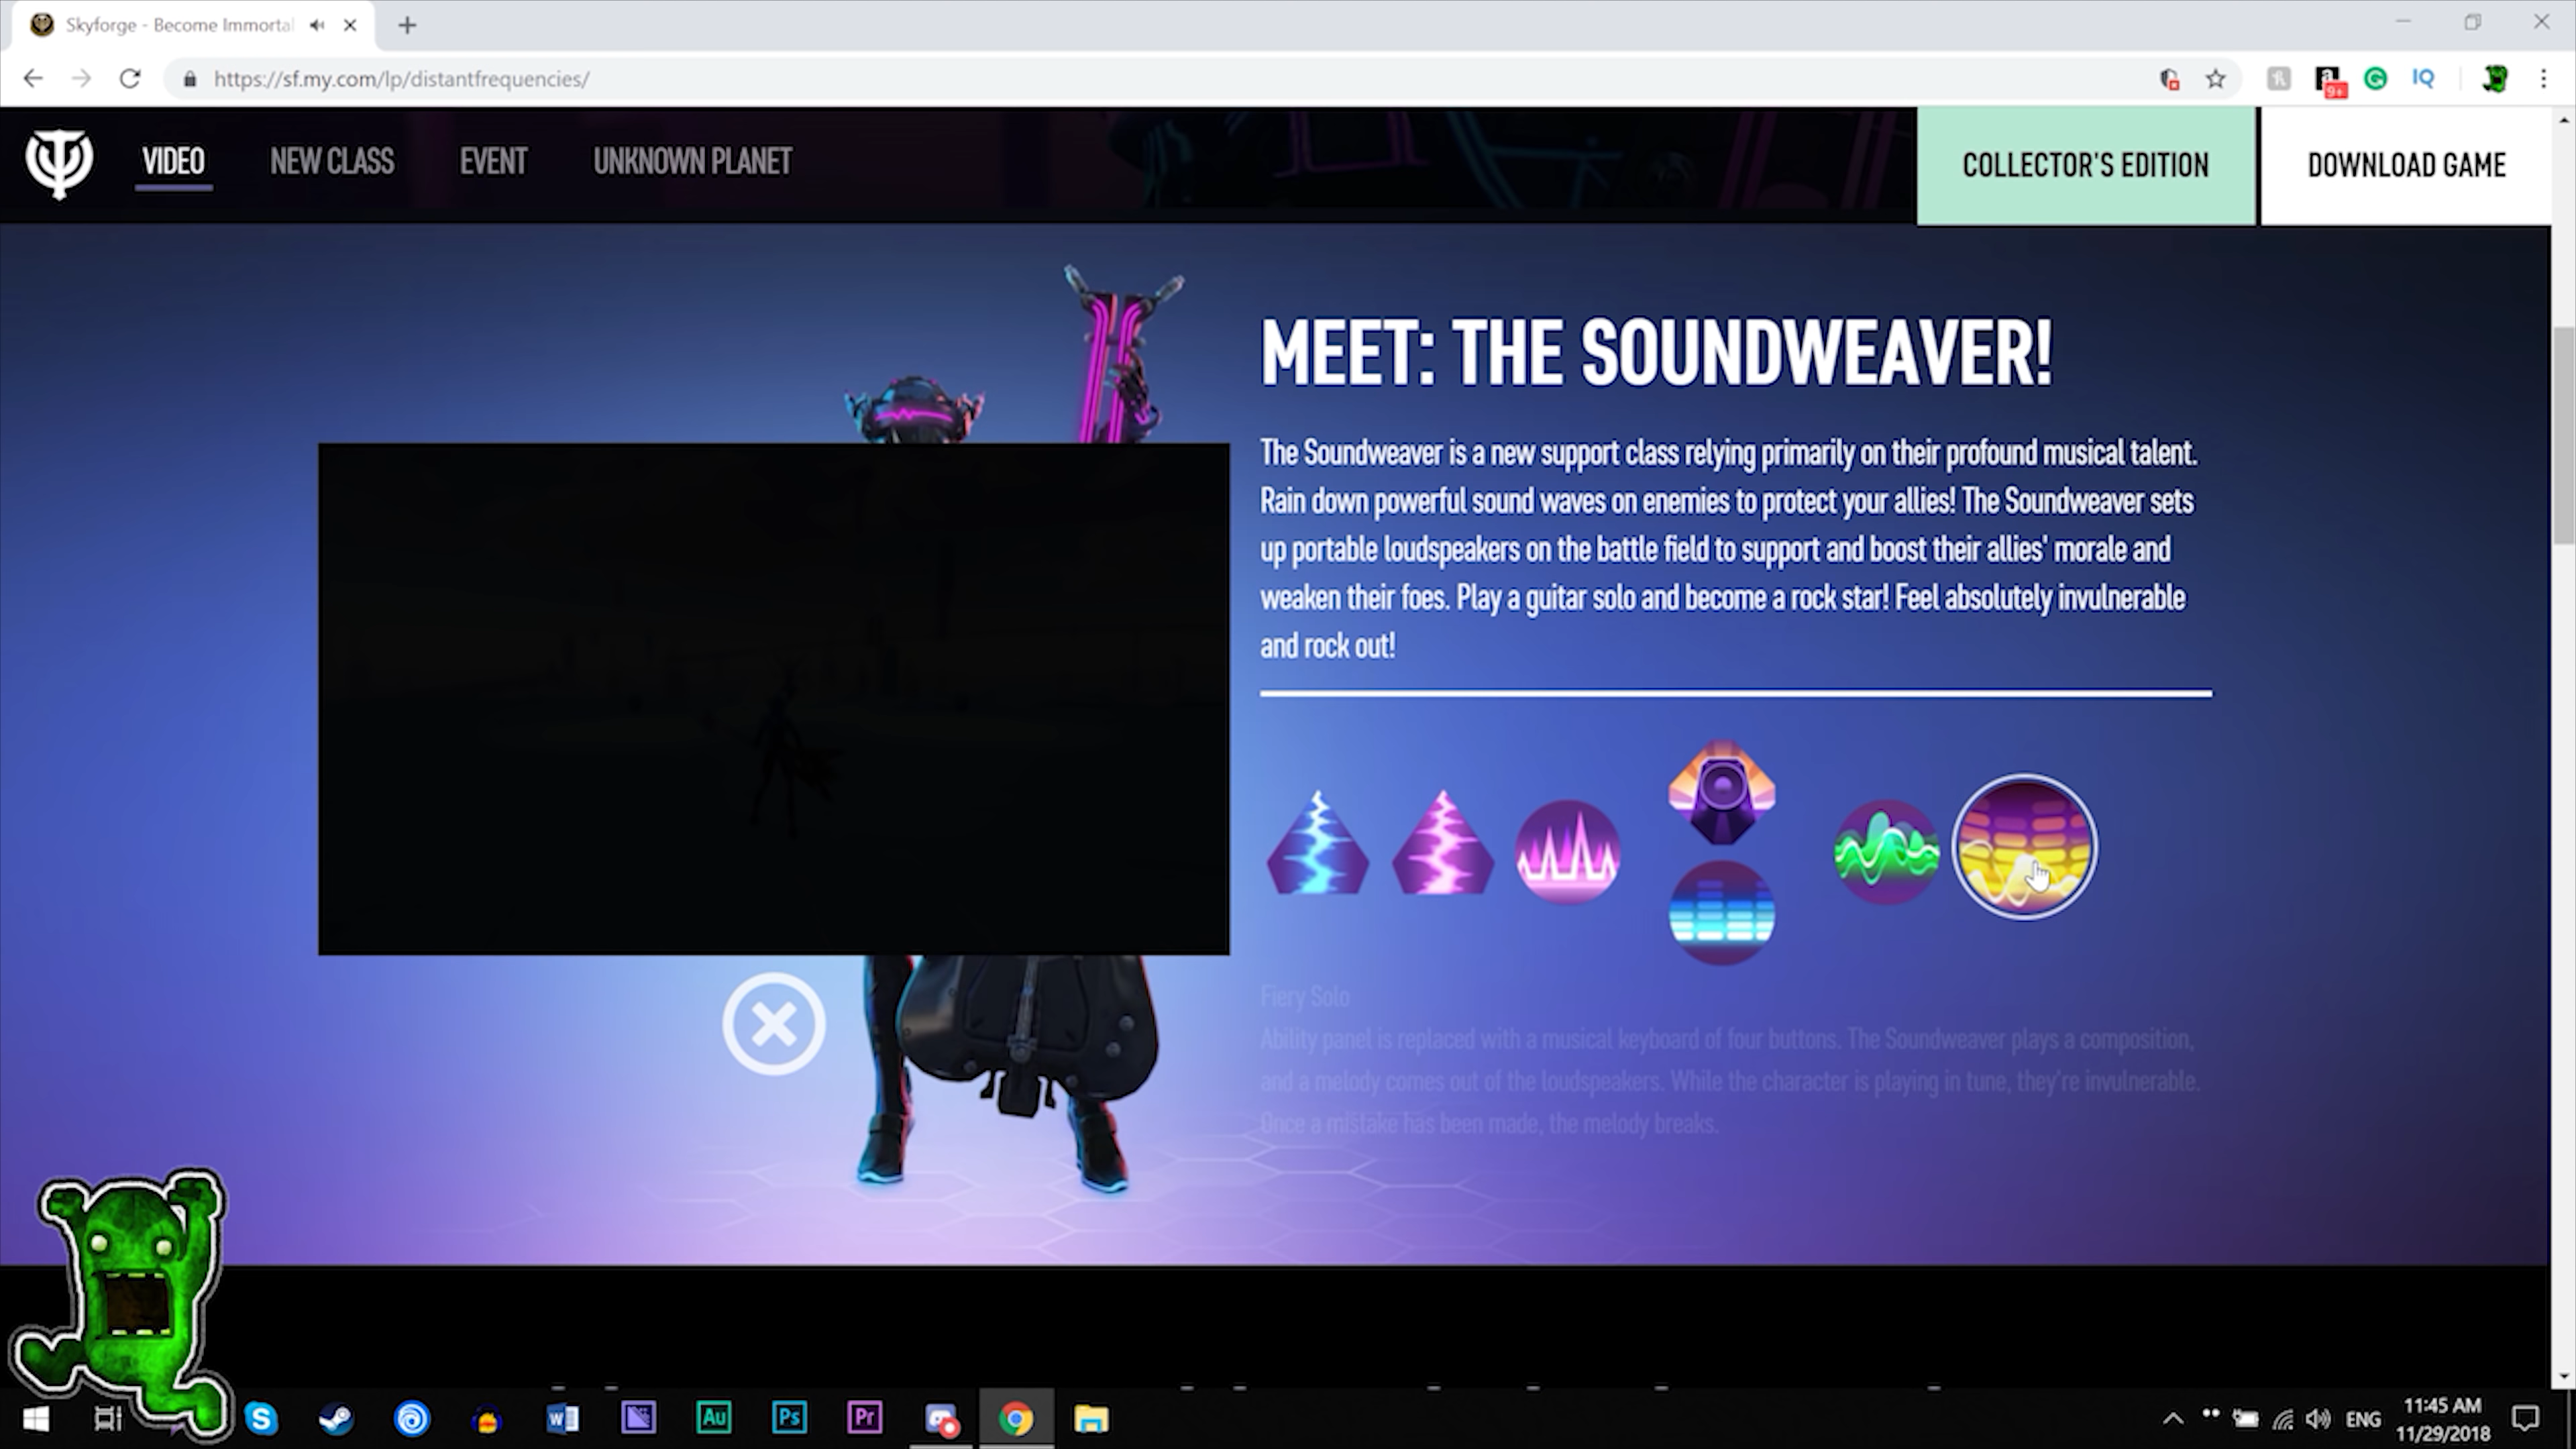 Skyforge - Become Immortal
https://sf.my.com/lp/distantfrequencies/
9+
IQ
VIDEO
NEW CLASS
EVENT
UNKNOWN PLANET
COLLECTOR'S EDITION
DOWNLOAD GAME
MEET: THE SOUNDWEAVER!
The Soundweaver is a new support class relying primarily on their profound musical talent.
Rain down powerful sound waves on enemies to protect your allies! The Soundweaver sets
up portable loudspeakers on the battle field to support and boost their allies' morale and
weaken their foes. Play a guitar solo and become a rock star! Feel absolutely invulnerable
and rock out!
Fiery Solo
Ability panel is replaced with a musical keyboard of four buttons. The Soundweaver plays a composition,
and a melody comes out of the loudspeakers. While the character is playing in tune, they're invulnerable.
Once a mistake has been made, the melody breaks.
Au
Ps
Pr
ENG
11:45 AM
11/29/2018